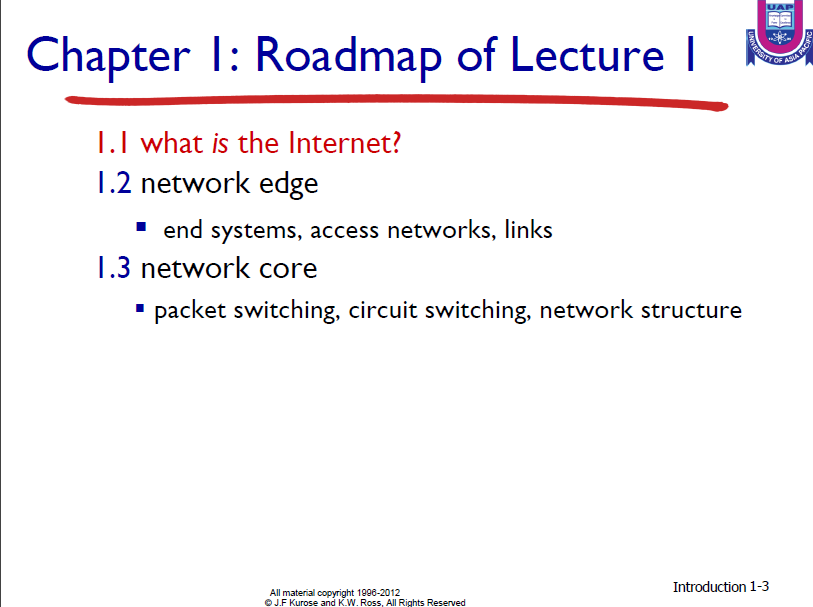 Chapter 1: Roadmap of Lecture 1
UAP
UNIVERSITY OF ASIA PACIFIC
1.1 what is the Internet?
1.2 network edge
▪ end systems, access networks, links
1.3 network core
▪ packet switching, circuit switching, network structure
All material copyright 1996-2012
© J.F Kurose and K.W. Ross, All Rights Reserved
Introduction 1-3